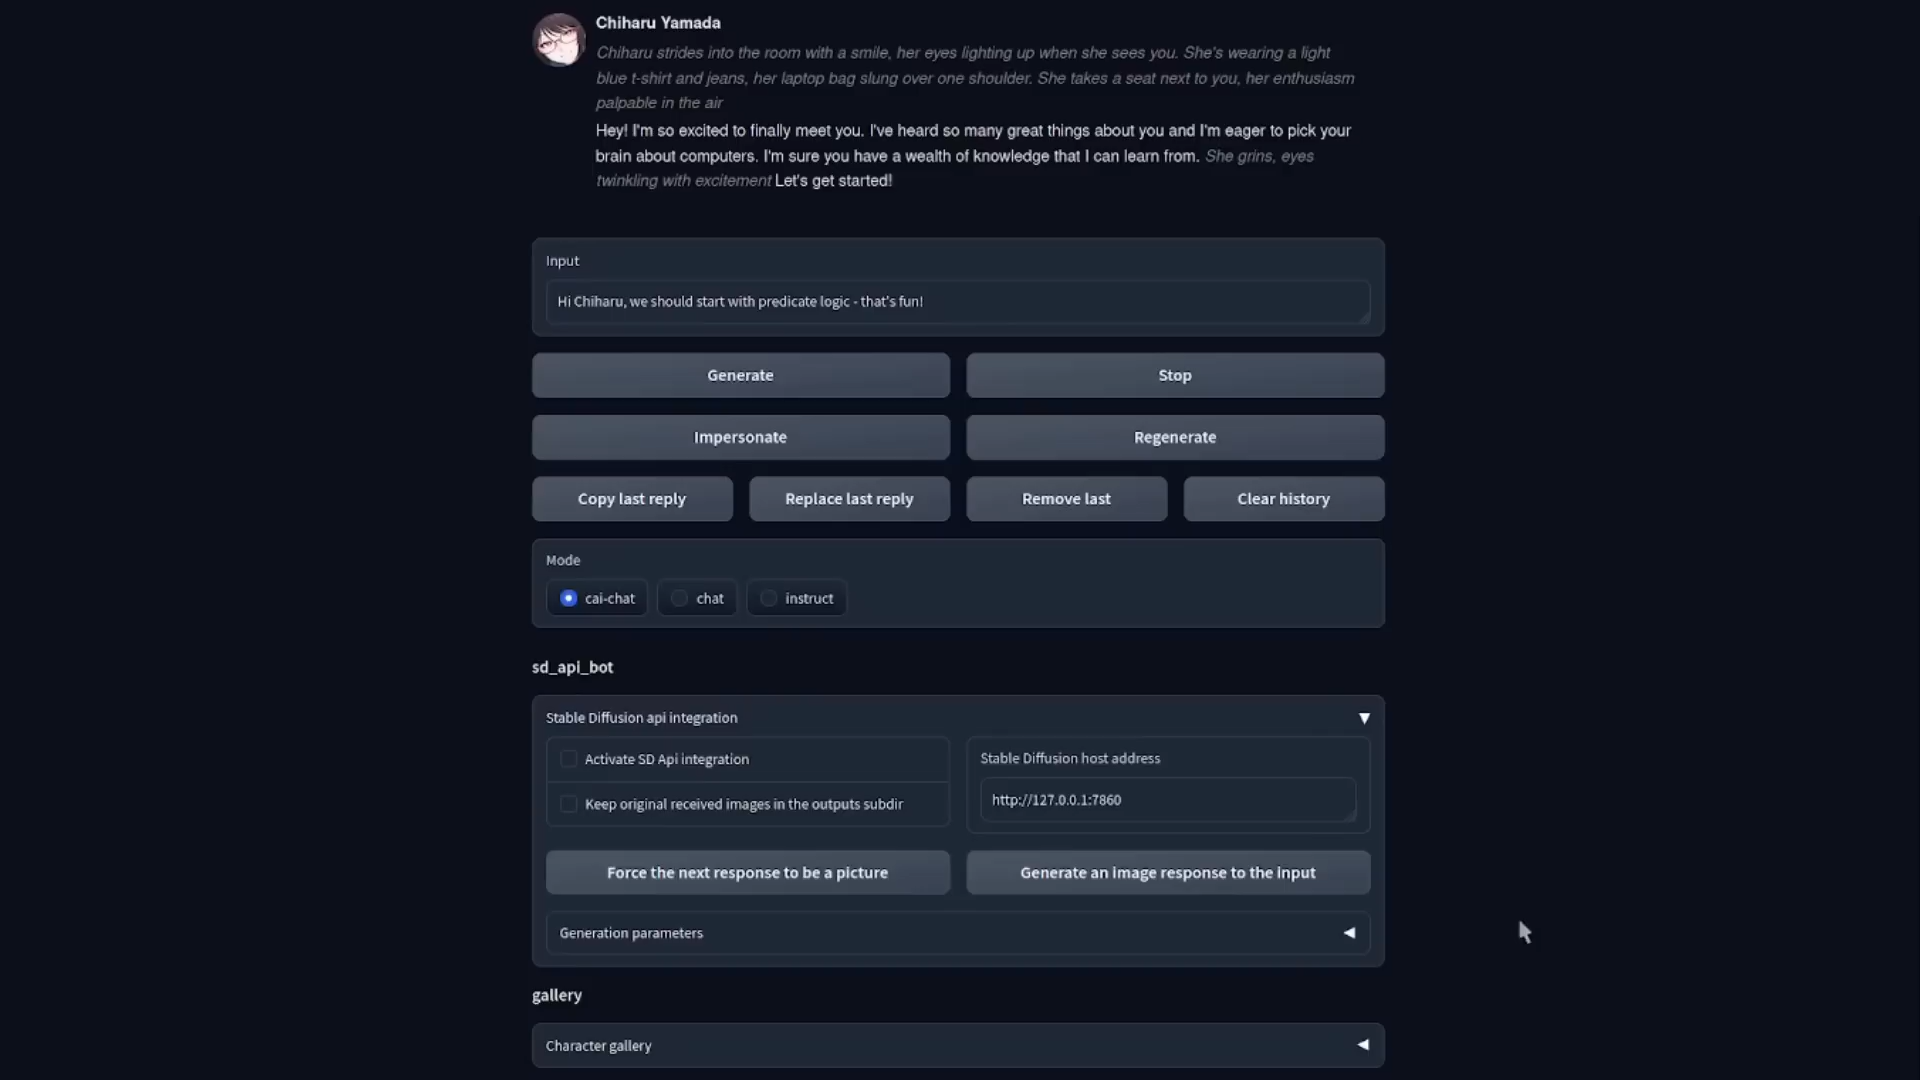 Chiharu Yamada
Chiharu strides into the room with a smile, her eyes lighting up when she sees you. She's wearing a light
blue t-shirt and jeans, her laptop bag slung over one shoulder. She takes a seat next to you, her enthusiasm
palpable in the air
Hey! I'm so excited to finally meet you. I've heard so many great things about you and I'm eager to pick your
brain about computers. I'm sure you have a wealth of knowledge that I can learn from. She grins, eyes
twinkling with excitement Let's get started!
Input
Hi Chiharu, we should start with predicate logic - that's fun!
Generate
Stop
Impersonate
Regenerate
Copy last reply
Replace last reply
Remove last
Clear history
Mode
cai-chat
chat
instruct
sd_api_bot
Stable Diffusion api integration
Activate SD Api integration
Keep original received images in the outputs subdir
Stable Diffusion host address
http://127.0.0.1:7860
Force the next response to be a picture
Generate an image response to the input
Generation parameters
gallery
Character gallery